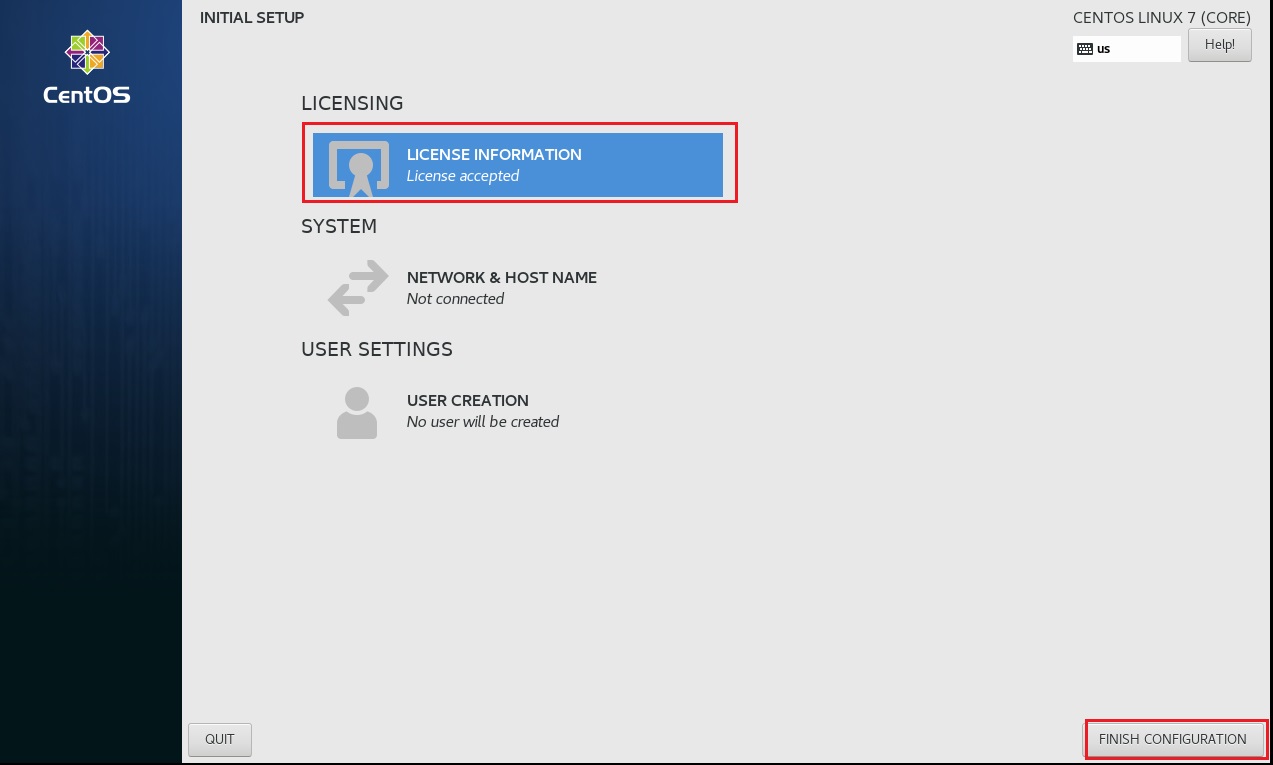 INITIAL SETUP
CENTOS LINUX 7 (CORE)
us
Help!
CentOS
LICENSING
LICENSE INFORMATION
License accepted
SYSTEM
NETWORK & HOST NAME
Not connected
USER SETTINGS
USER CREATION
No user will be created
QUIT
FINISH CONFIGURATION